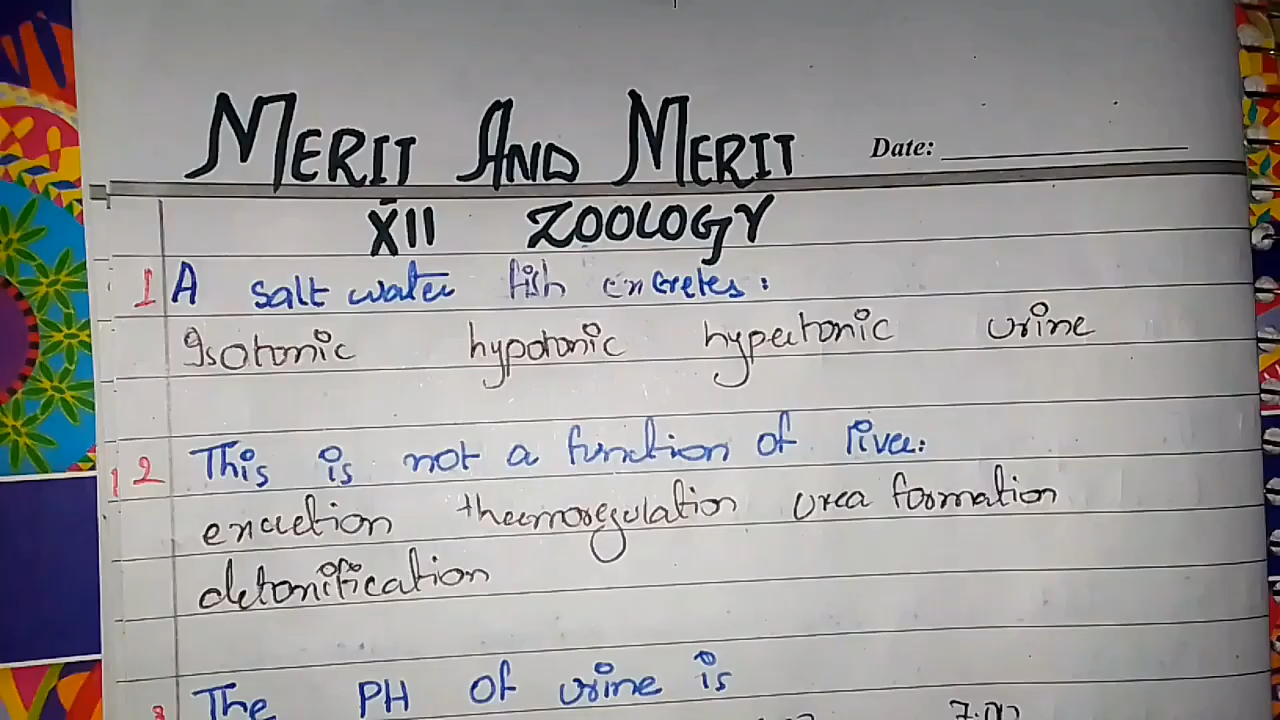 MERIT AND MERIT
Date:
XII ZOOLOGY
1 A salt water fish excretes:
Isotonic hypotonic hypertonic urine
2 This is not a function of liver:
excretion thermoregulation urea formation
detoxification
The PH of urine is